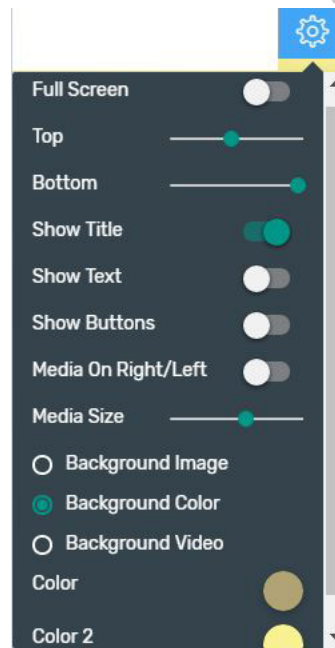 Full Screen
Top
Bottom
Show Title
Show Text
Show Buttons
Media On Right/Left
Media Size
Background Image
Background Color
Background Video
Color
Color 2